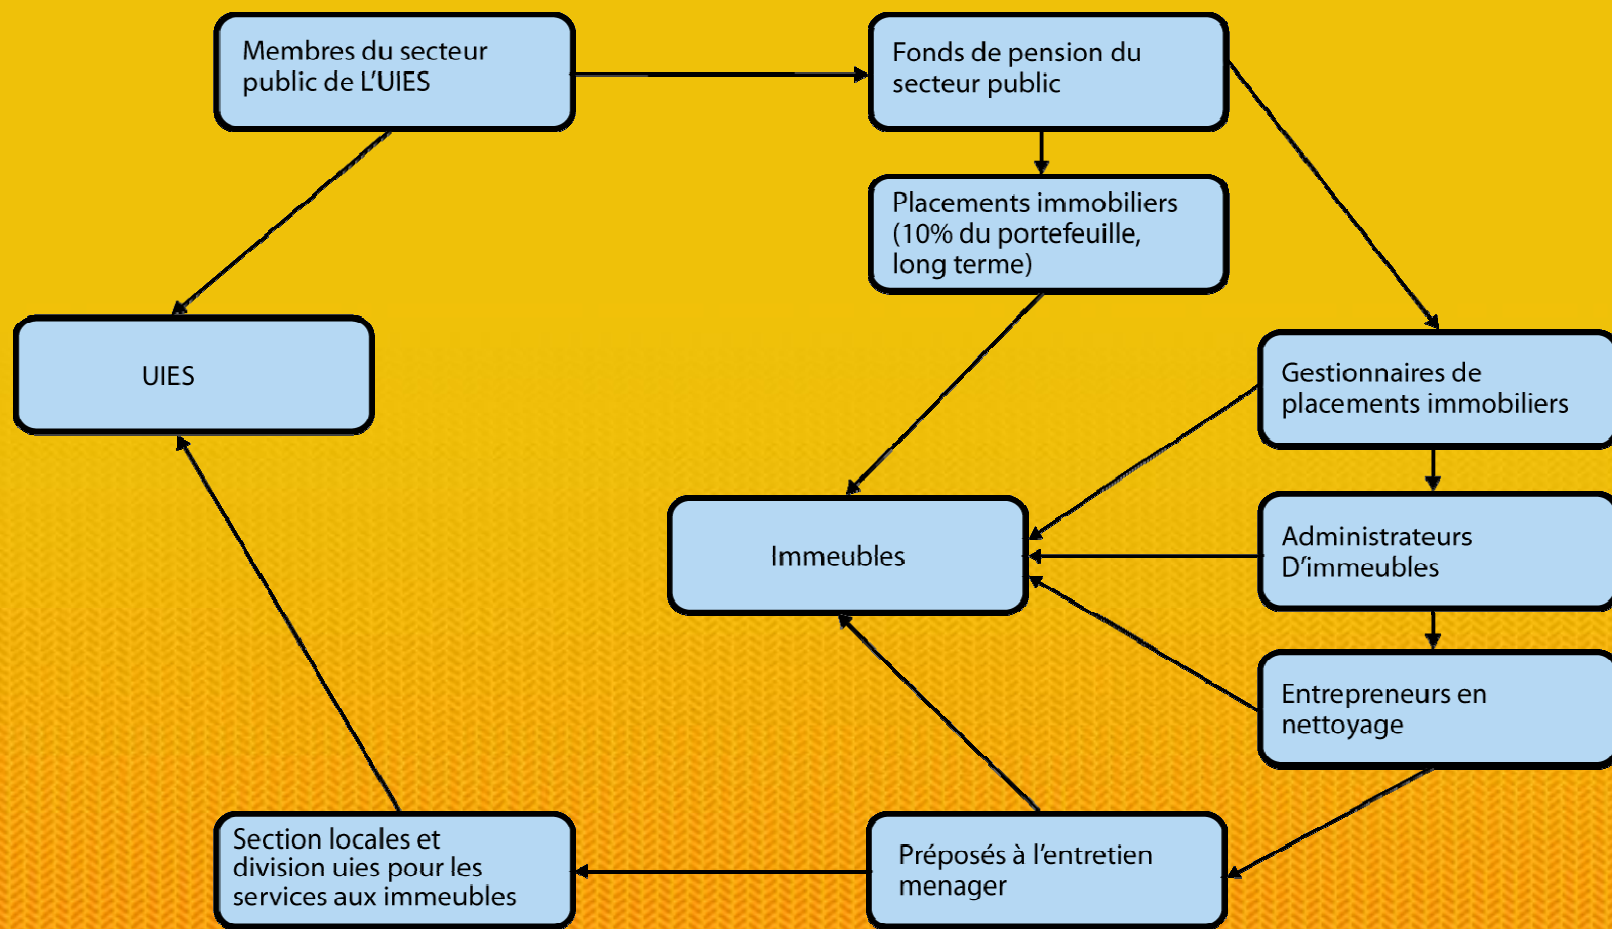 Membres du secteur
public de L'UIES
Fonds de pension du
secteur public
Placements immobiliers
(10% du portefeuille,
long terme)
UIES
Gestionnaires de
placements immobiliers
Immeubles
Administrateurs
D'immeubles
Entrepreneurs en
nettoyage
Section locales et
division uies pour les
services aux immeubles
Préposés à l'entretien
menager